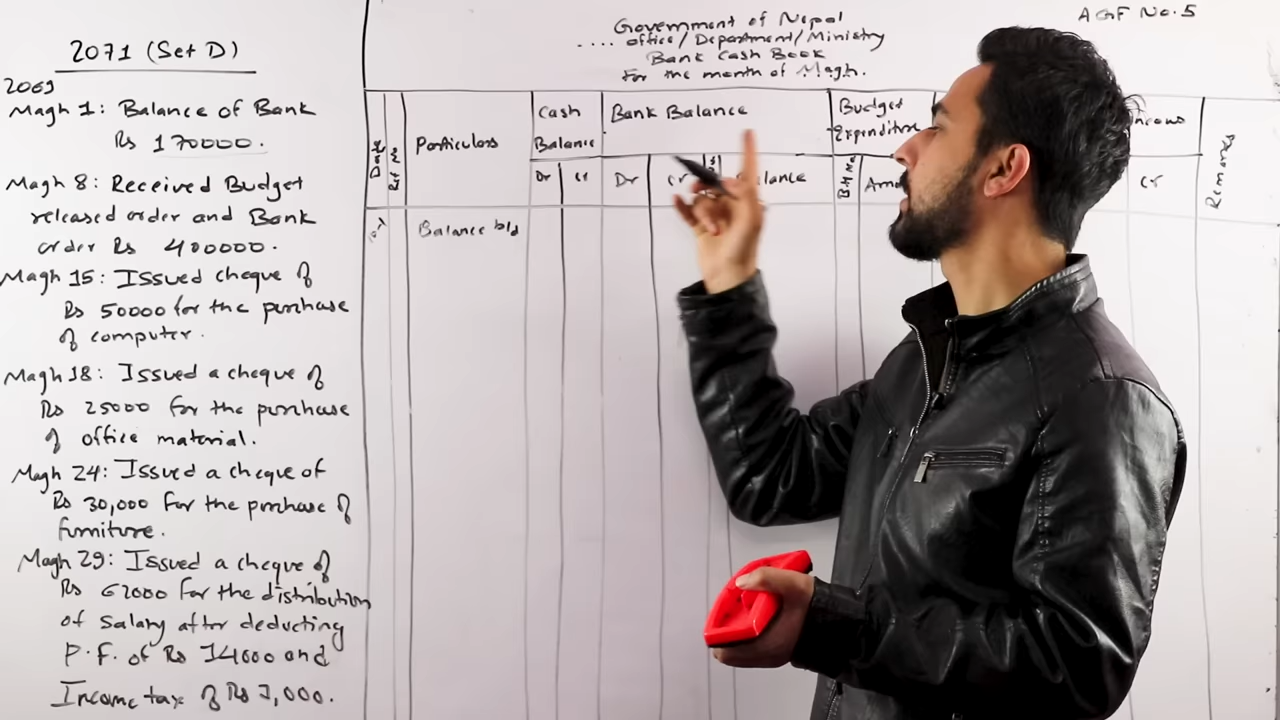 2071 (Set D)
2069
Magh 1: Balance of Bank
Rs 170000.
Magh 8: Received Budget
released order and Bank
order Rs 400000.
Magh 15: Issued cheque of
Rs 50000 for the purchase
of computer.
Magh 18: Issued a cheque of
Rs 25000 for the purchase
of office material.
Magh 24: Issued a cheque of
Rs 30,000 for the purchase of
furniture.
Magh 29: Issued a cheque of
Rs 62000 for the distribution
of salary after deducting
P.F. of Rs 14000 and
Income tax of Rs
Government of Nepal
.... office/Department/Ministry
Bank Cash Book
For the month of Magh.
AGF No. 5
Date
Particulars
Cash
Balance
Dr
Cr
Bank Balance
Dr
Cr
Budget
Expenditure
Cr
Remarks
Balance b/d